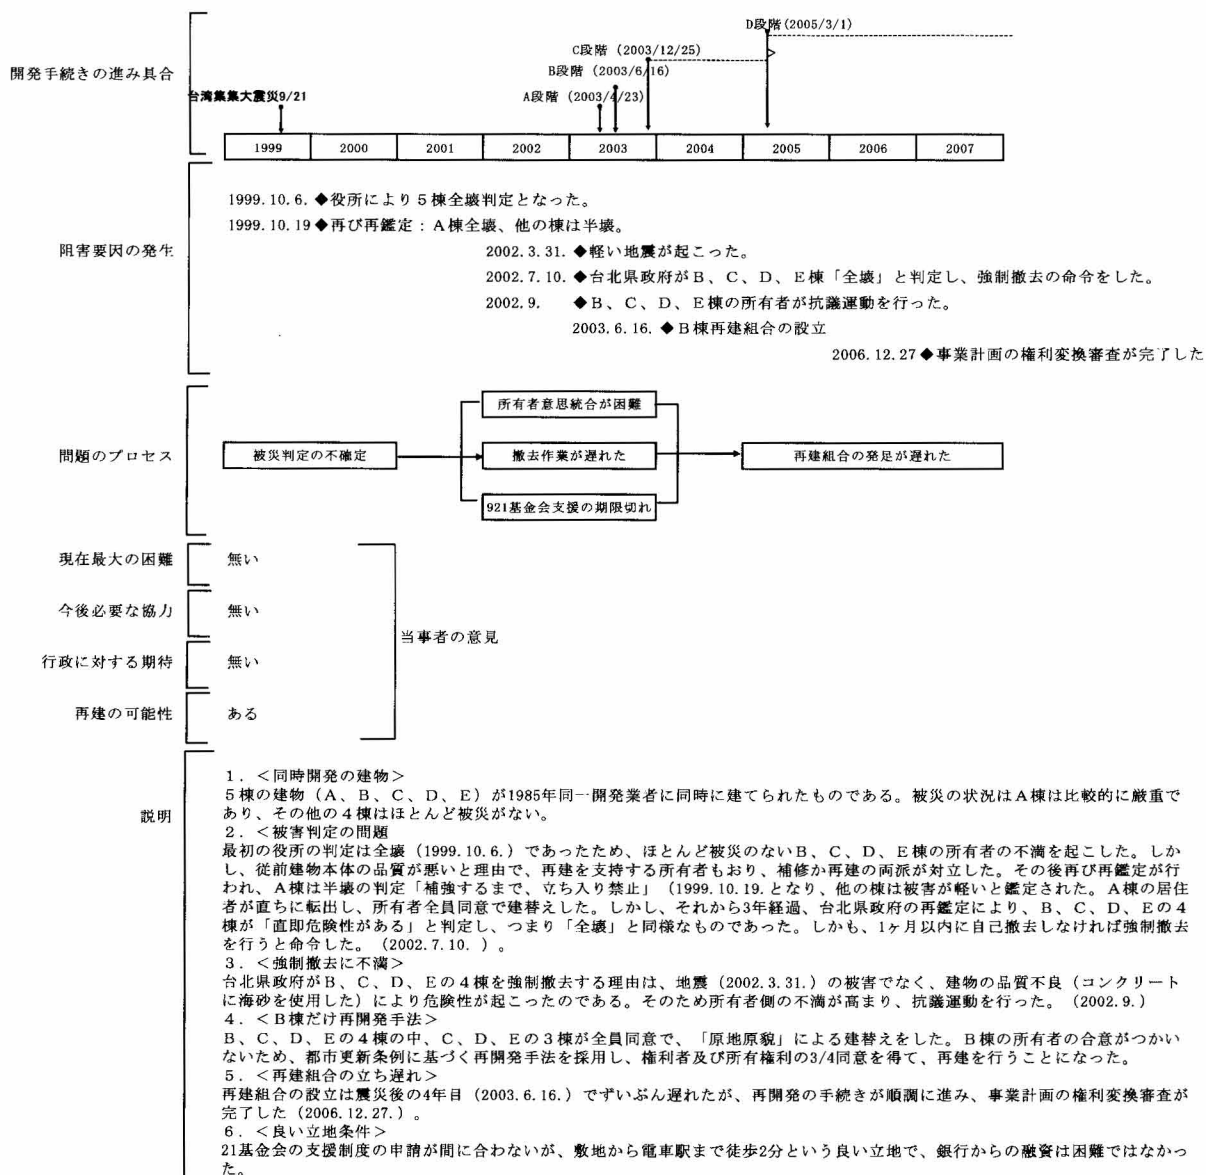 D段階(2005/3/1)
C段階 (2003/12/25)
B段階 (2003/6/16)
開発手続きの進み具合
台湾集集大震災9/21
A段階 (2003/4/23)
1999 2000 2001 2002 2003 2004 2005 2006 2007
1999.10.6.◆役所により5棟全壊判定となった。
1999.10.19◆再び再鑑定：A棟全壊、他の棟は半壊。
阻害要因の発生
2002.3.31.◆軽い地震が起こった。
2002.7.10.◆台北県政府がB、C、D、E棟「全壊」と判定し、強制撤去の命令をした。
2002.9. ◆B、C、D、E棟の所有者が抗議運動を行った。
2003.6.16.◆B棟再建組合の設立
2006.12.27◆事業計画の権利変換審査が完了した
所有者意思統合が困難
問題のプロセス
被災判定の不確定
撤去作業が遅れた
再建組合の発足が遅れた
921基金会支援の期限切れ
現在最大の困難 無い
今後必要な協力 無い
当事者の意見
行政に対する期待 無い
再建の可能性 ある
説明
1．＜同時開発の建物＞
5棟の建物（A、B、C、D、E）が1985年同一開発業者に同時に建てられたものである。被災の状況はA棟は比較的に厳重で
あり、その他の4棟はほとんど被災がない。
2．＜被害判定の問題
最初の役所の判定は全壊（1999.10.6.）であったため、ほとんど被災のないB、C、D、E棟の所有者の不満を起こした。しか
し、従前建物本体の品質が悪いと理由で、再建を支持する所有者もおり、補修か再建の両派が対立した。その後再び再鑑定が行
われ、A棟は半壊の判定「補強するまで、立ち入り禁止」（1999.10.19.となり、他の棟は被害が軽いと鑑定された。A棟の居住
者が直ちに転出し、所有者全員同意で建替えした。しかし、それから3年経過、台北県政府の再鑑定により、B、C、D、Eの4
棟が「直即危険性がある」と判定し、つまり「全壊」と同様なものであった。しかも、1ヶ月以内に自己撤去しなければ強制撤去
を行うと命令した。（2002.7.10. ）。
3．＜強制撤去に不満＞
台北県政府がB、C、D、Eの4棟を強制撤去する理由は、地震（2002.3.31.）の被害でなく、建物の品質不良（コンクリート
に海砂を使用した）により危険性が起こったのである。そのため所有者側の不満が高まり、抗議運動を行った。（2002.9.）
4．＜B棟だけ再開発手法＞
B、C、D、Eの4棟の中、C、D、Eの3棟が全員同意で、「原地原貌」による建替えをした。B棟の所有者の合意がつかい
ないため、都市更新条例に基づく再開発手法を採用し、権利者及び所有権利の3/4同意を得て、再建を行うことになった。
5．＜再建組合の立ち遅れ＞
再建組合の設立は震災後の4年目（2003.6.16.）でずいぶん遅れたが、再開発の手続きが順調に進み、事業計画の権利変換審査が
完了した（2006.12.27.）。
6．＜良い立地条件＞
21基金会の支援制度の申請が間に合わないが、敷地から電車駅まで徒歩2分という良い立地で、銀行からの融資は困難ではなかっ
た。